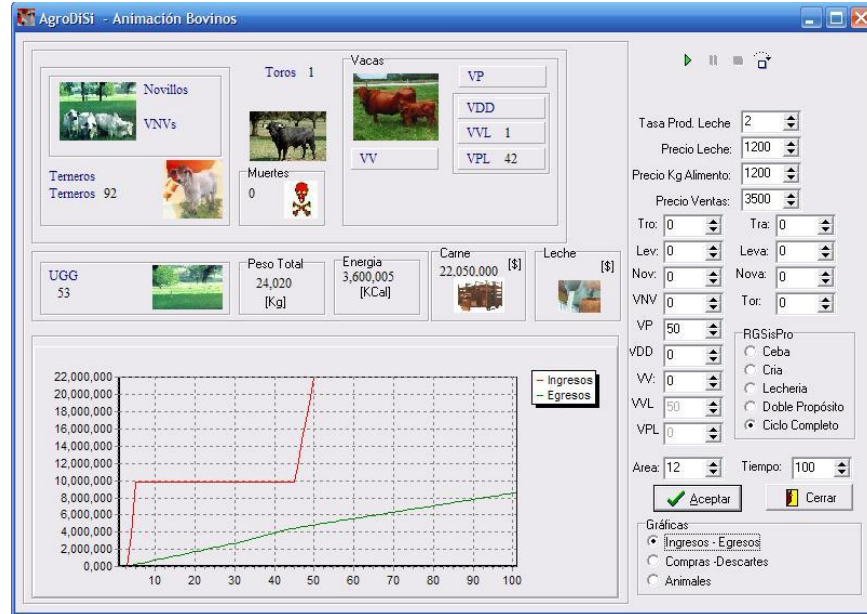 AgroDiSi - Animación Bovinos
Novillos
VNVs
Terneros
Terneros 92
Toros 1
Muertes
0
Vacas
VP
VDD
VVL 1
VPL 42
VV
UGG
53
Peso Total
24,020
[Kg]
Energia
3,600,005
[KCal]
Carne
22,050.000
[$]
Leche
[$]
22,000,000
20,000,000
18,000,000
16,000,000
14,000,000
12,000,000
10,000,000
8,000,000
6,000,000
4,000,000
2,000,000
0,000
10 20 30 40 50 60 70 80 90 100
Ingresos
Egresos
Tasa Prod. Leche 2
Precio Leche: 1200
Precio Kg Alimento: 1200
Precio Ventas: 3500
Tro: 0 Tra: 0
Lev: 0 Leva: 0
Nov: 0 Nova: 0
VNV 0 Tor: 0
VP 50
VDD 0
VV: 0
VVL 50
VPL 0
RGSisPro
Ceba
Cria
Lecheria
Doble Propósito
Ciclo Completo
Area: 12 Tiempo: 100
Aceptar Cerrar
Gráficas
Ingresos - Egresos
Compras -Descartes
Animales